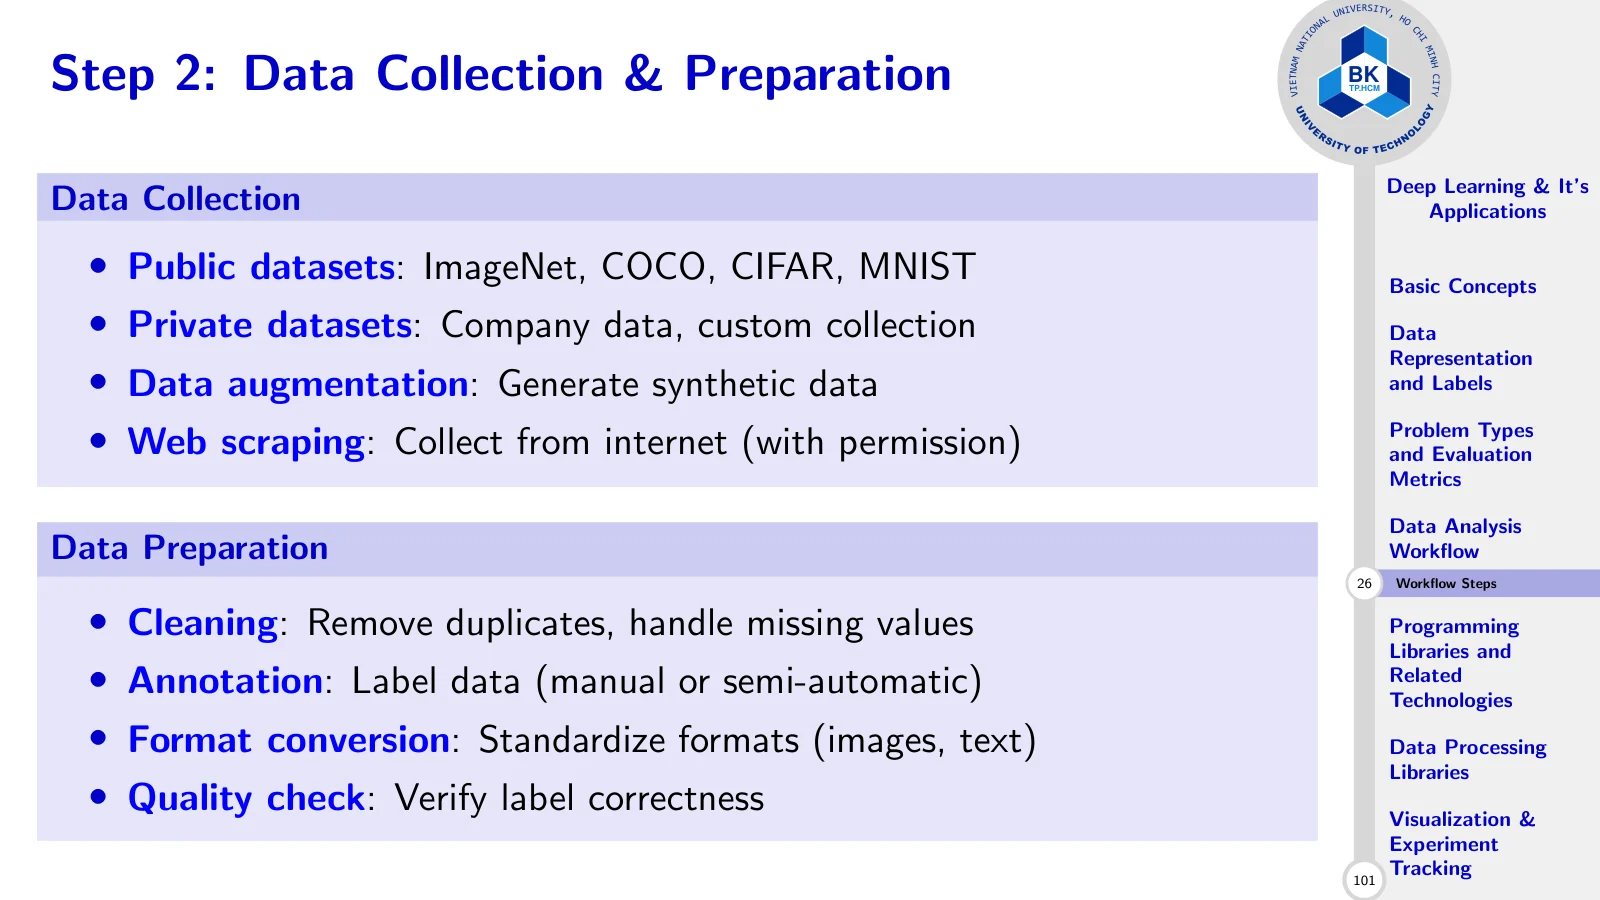 Step 2: Data Collection & Preparation
Data Collection
• Public datasets: ImageNet, COCO, CIFAR, MNIST
• Private datasets: Company data, custom collection
• Data augmentation: Generate synthetic data
• Web scraping: Collect from internet (with permission)
Data Preparation
• Cleaning: Remove duplicates, handle missing values
• Annotation: Label data (manual or semi-automatic)
• Format conversion: Standardize formats (images, text)
• Quality check: Verify label correctness
VIETNAM NATIONAL UNIVERSITY, HO CHI MINH CITY
BK
TP.HCM
UNIVERSITY OF TECHNOLOGY
Deep Learning & It's
Applications
Basic Concepts
Data
Representation
and Labels
Problem Types
and Evaluation
Metrics
Data Analysis
Workflow
26 Workflow Steps
Programming
Libraries and
Related
Technologies
Data Processing
Libraries
Visualization &
Experiment
Tracking
101